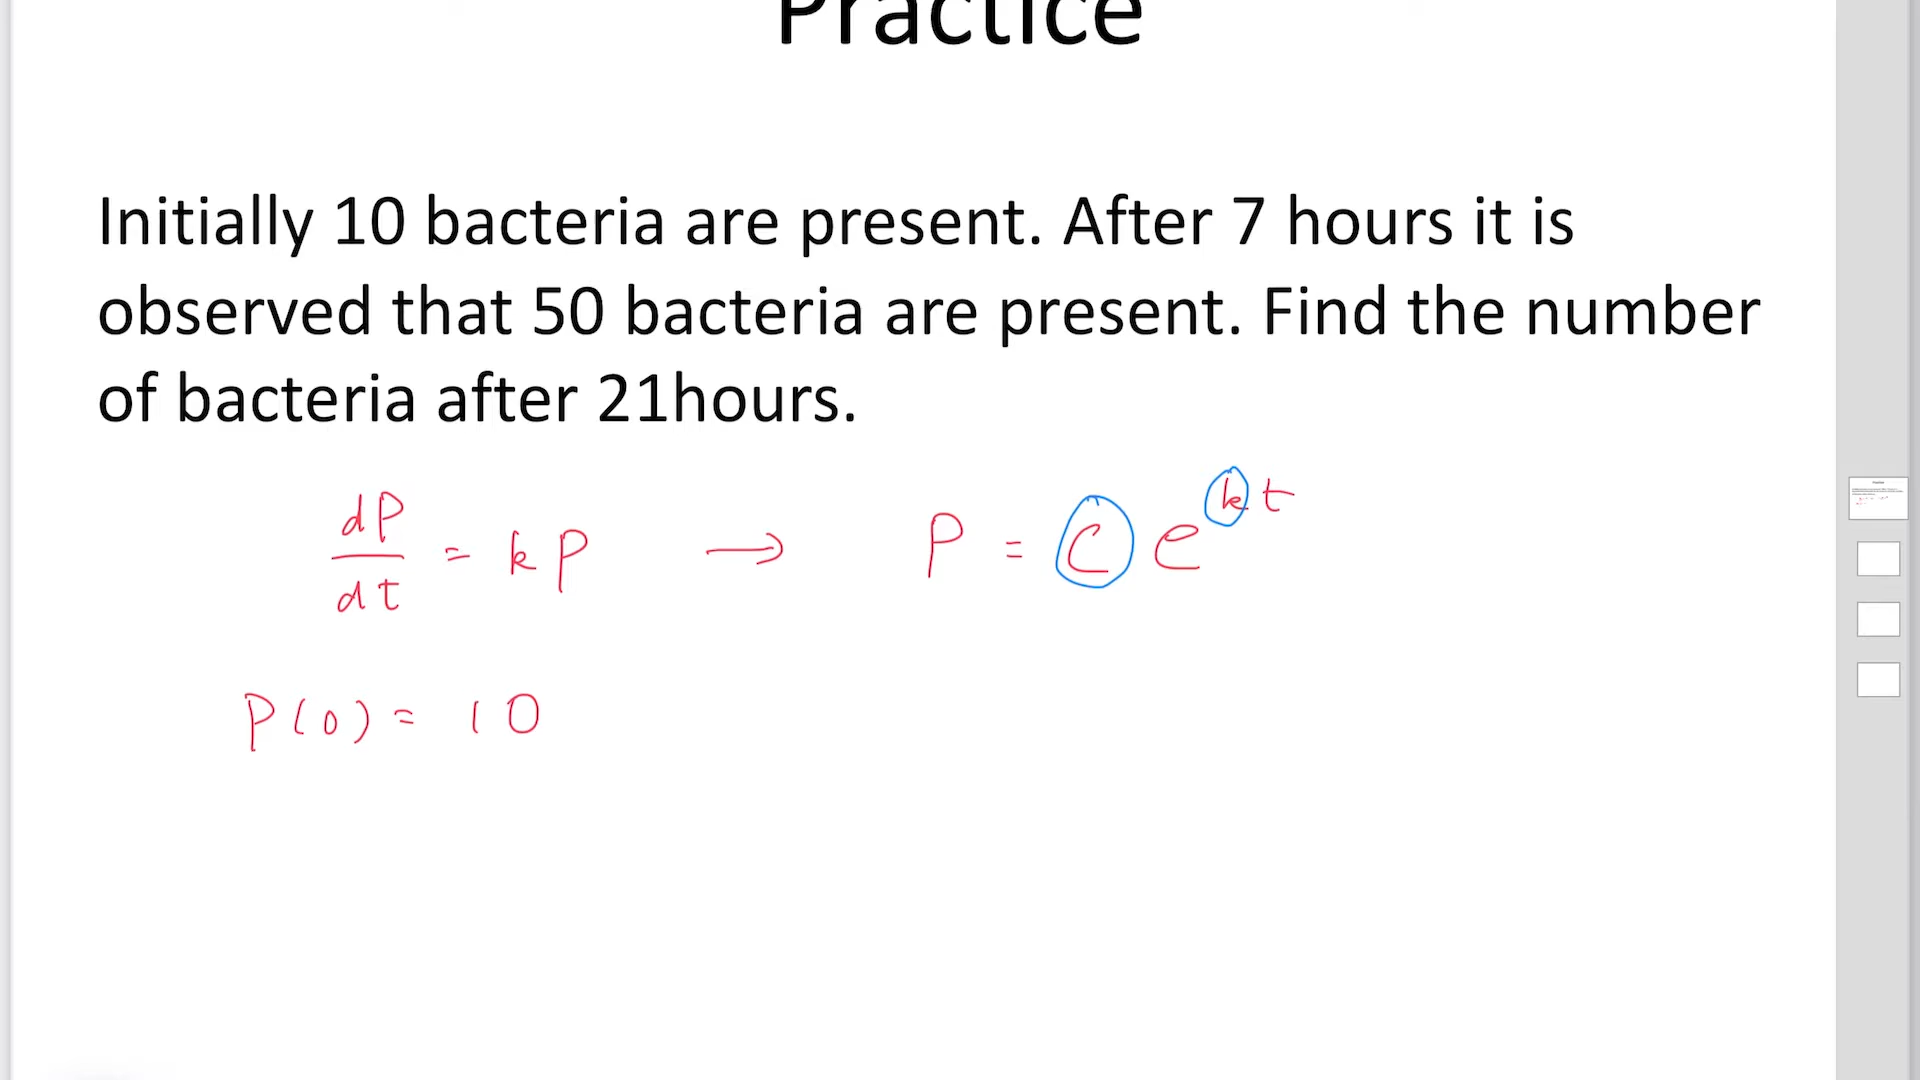 Practice
Initially 10 bacteria are present. After 7 hours it is
observed that 50 bacteria are present. Find the number
of bacteria after 21hours.
dP/dt = kP → P = C e^{kt}
P(0) = 10